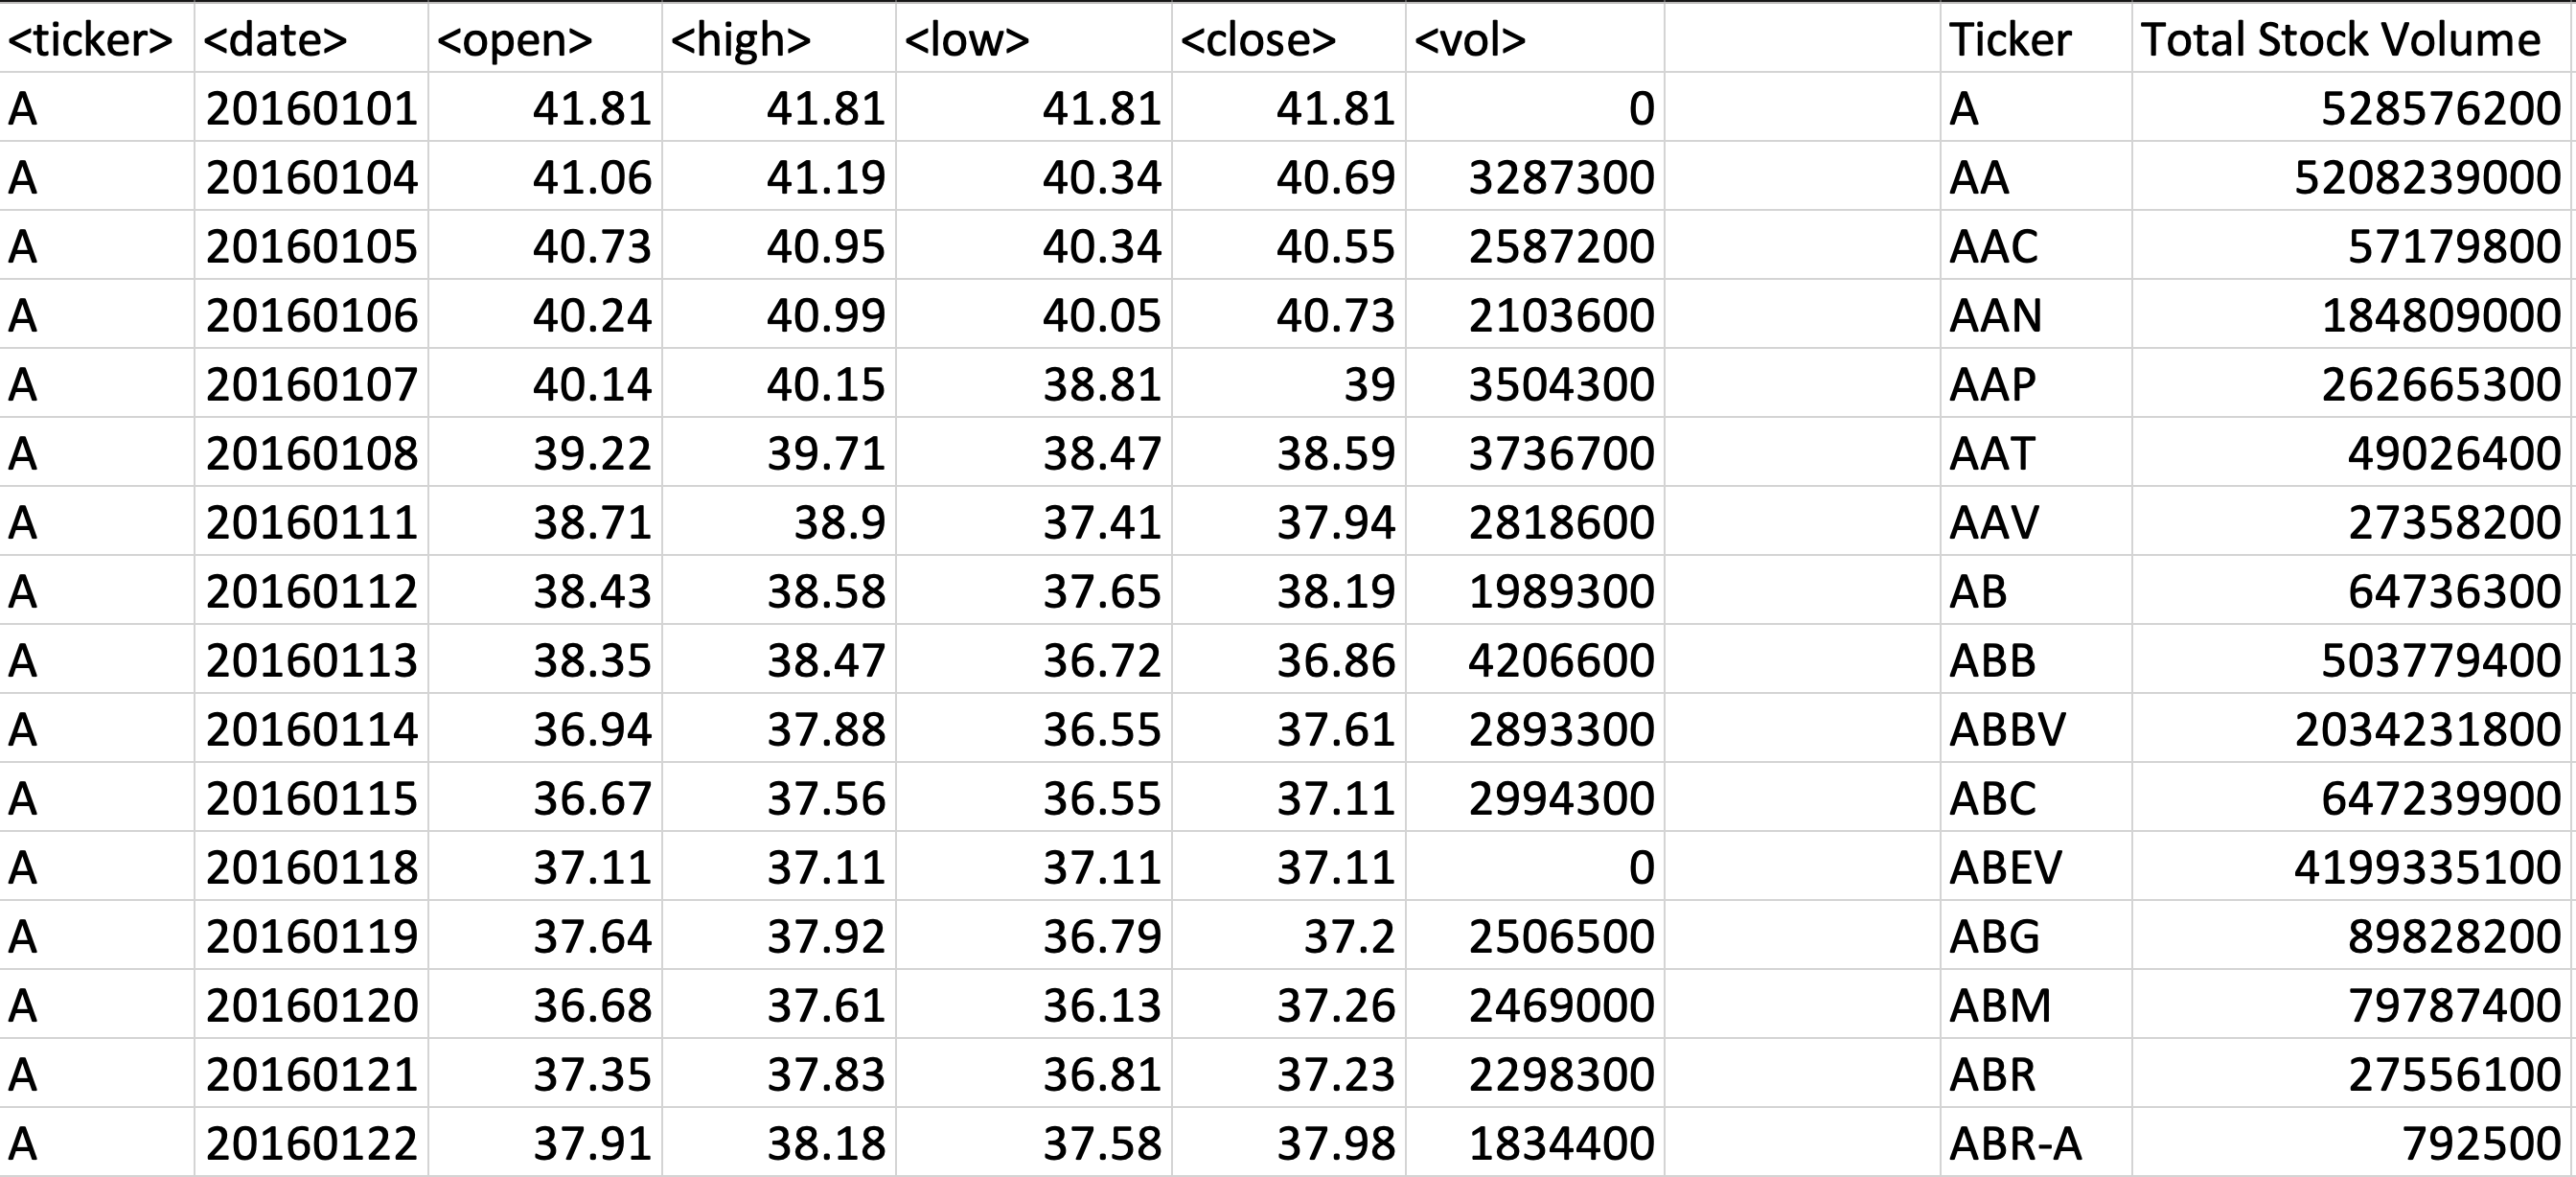 <ticker> <date> <open> <high> <low> <close> <vol> Ticker Total Stock Volume
A 20160101 41.81 41.81 41.81 41.81 0 A 528576200
A 20160104 41.06 41.19 40.34 40.69 3287300 AA 5208239000
A 20160105 40.73 40.95 40.34 40.55 2587200 AAC 57179800
A 20160106 40.24 40.99 40.05 40.73 2103600 AAN 184809000
A 20160107 40.14 40.15 38.81 39 3504300 AAP 262665300
A 20160108 39.22 39.71 38.47 38.59 3736700 AAT 49026400
A 20160111 38.71 38.9 37.41 37.94 2818600 AAV 27358200
A 20160112 38.43 38.58 37.65 38.19 1989300 AB 64736300
A 20160113 38.35 38.47 36.72 36.86 4206600 ABB 503779400
A 20160114 36.94 37.88 36.55 37.61 2893300 ABBV 2034231800
A 20160115 36.67 37.56 36.55 37.11 2994300 ABC 647239900
A 20160118 37.11 37.11 37.11 37.11 0 ABEV 4199335100
A 20160119 37.64 37.92 36.79 37.2 2506500 ABG 89828200
A 20160120 36.68 37.61 36.13 37.26 2469000 ABM 79787400
A 20160121 37.35 37.83 36.81 37.23 2298300 ABR 27556100
A 20160122 37.91 38.18 37.58 37.98 1834400 ABR-A 792500